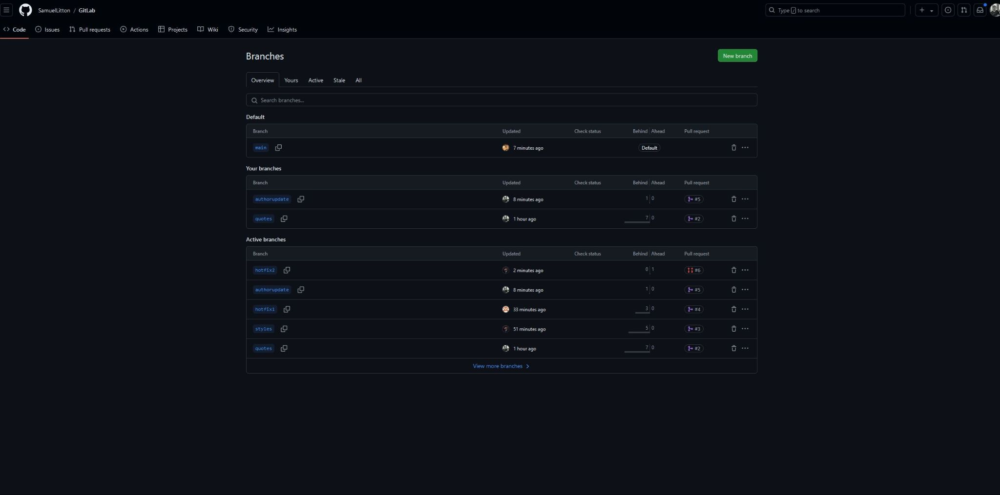 SamuelLitton / GitLab
Type / to search
Code Issues Pull requests Actions Projects Wiki Security Insights
Branches
New branch
Overview Yours Active Stale All
Search branches...
Default
Branch Updated Check status Behind Ahead Pull request
main 7 minutes ago Default
Your branches
Branch Updated Check status Behind Ahead Pull request
authorupdate 8 minutes ago 1 0 #5
quotes 1 hour ago 7 0 #2
Active branches
Branch Updated Check status Behind Ahead Pull request
hotfix2 2 minutes ago 0 1 #6
authorupdate 8 minutes ago 1 0 #5
hotfix1 33 minutes ago 3 0 #4
styles 51 minutes ago 5 0 #3
quotes 1 hour ago 7 0 #2
View more branches